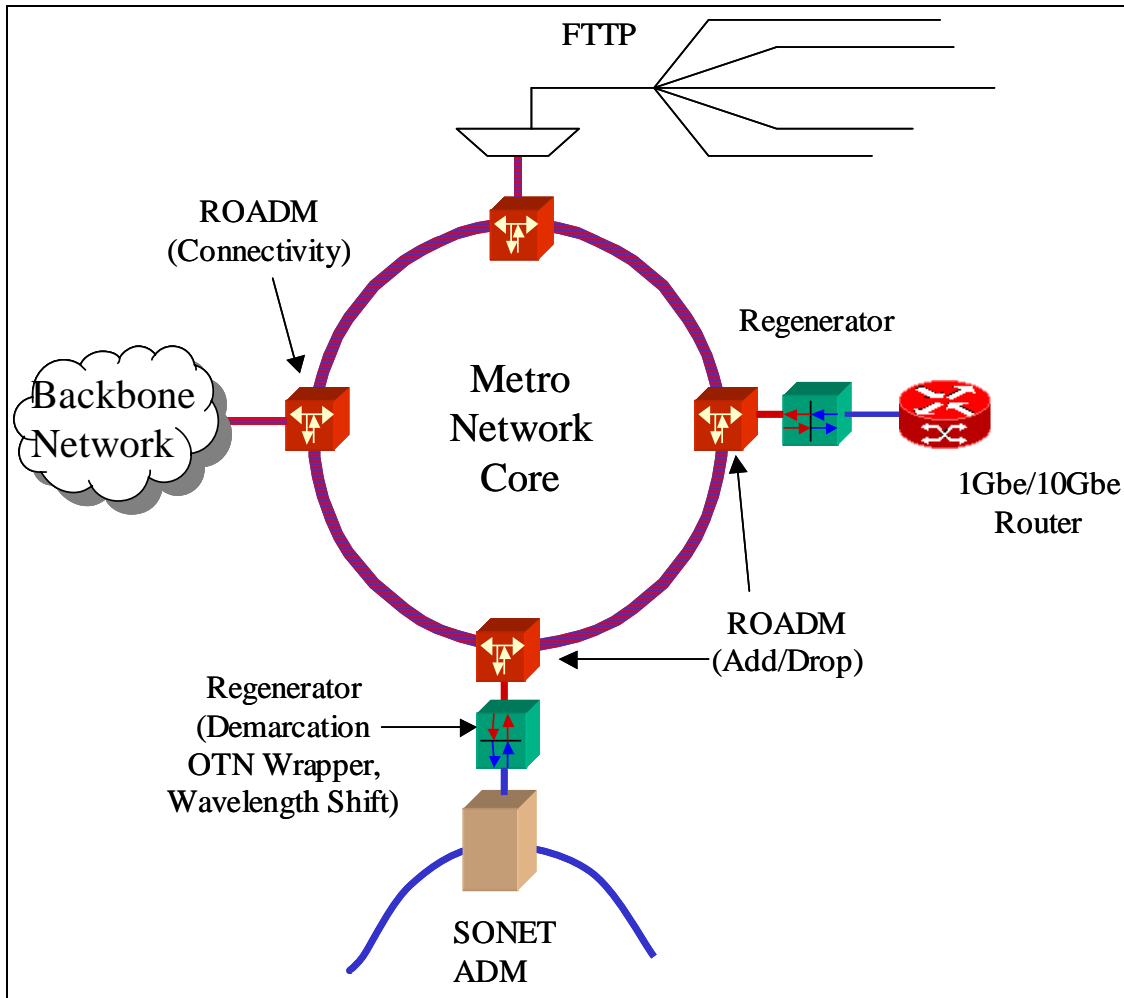 FTTP
ROADM
(Connectivity)
Regenerator
Backbone
Network
Metro
Network
Core
1Gbe/10Gbe
Router
ROADM
(Add/Drop)
Regenerator
(Demarcation
OTN Wrapper,
Wavelength Shift)
SONET
ADM